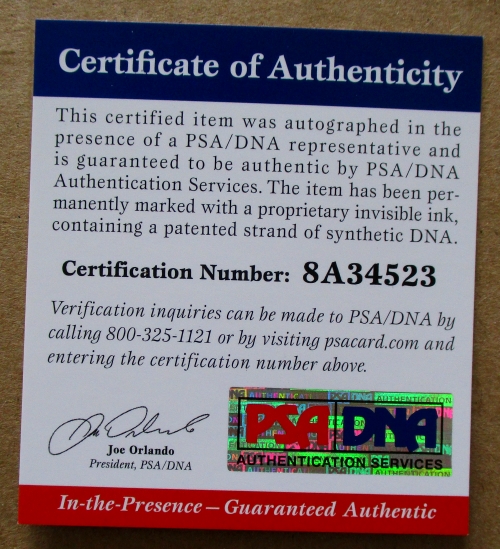 Certificate of Authenticity
This certified item was autographed in the
presence of a PSA/DNA representative and
is guaranteed to be authentic by PSA/DNA
Authentication Services. The item has been per-
manently marked with a proprietary invisible ink,
containing a patented strand of synthetic DNA.
Certification Number: 8A34523
Verification inquiries can be made to PSA/DNA by
calling 800-325-1121 or by visiting psacard.com and
entering the certification number above.
Joe Orlando
President, PSA/DNA
PSA DNA
AUTHENTICATION SERVICES
In-the-Presence – Guaranteed Authentic